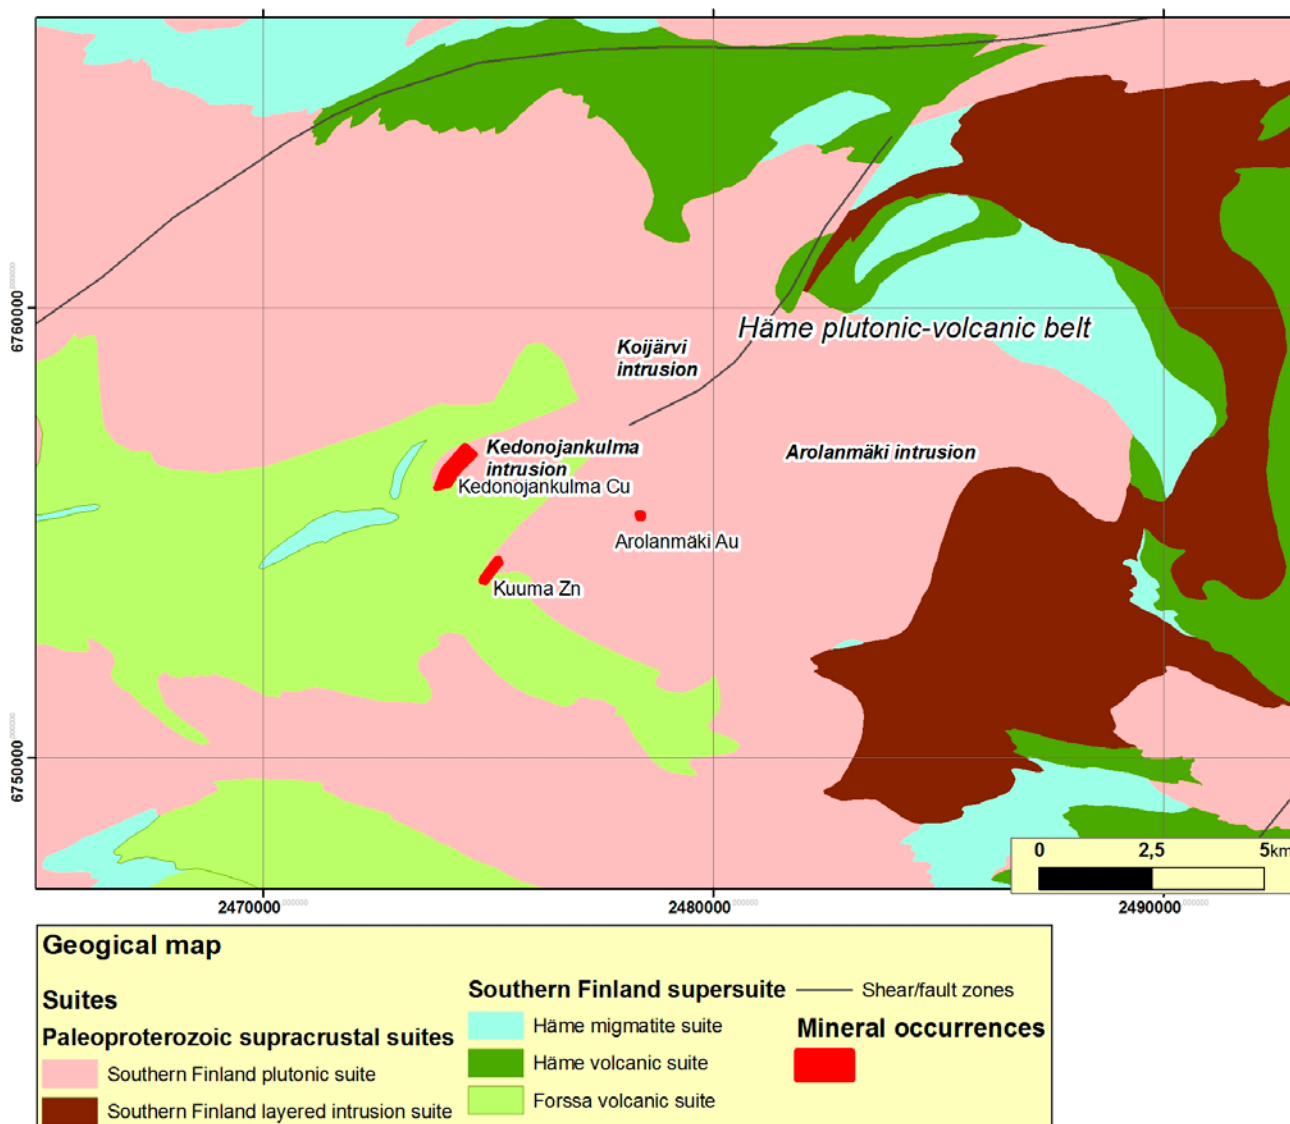 6760000
6750000
Häme plutonic-volcanic belt
Koijärvi
intrusion
Kedonojankulma
intrusion
Kedonojankulma Cu
Arolanmäki intrusion
Arolanmäki Au
Kuuma Zn
0 2,5 5km
2470000 2480000 2490000
Geogical map
Suites
Paleoproterozoic supracrustal suites
Southern Finland plutonic suite
Southern Finland layered intrusion suite
Southern Finland supersuite
Häme migmatite suite
Häme volcanic suite
Forssa volcanic suite
Shear/fault zones
Mineral occurrences